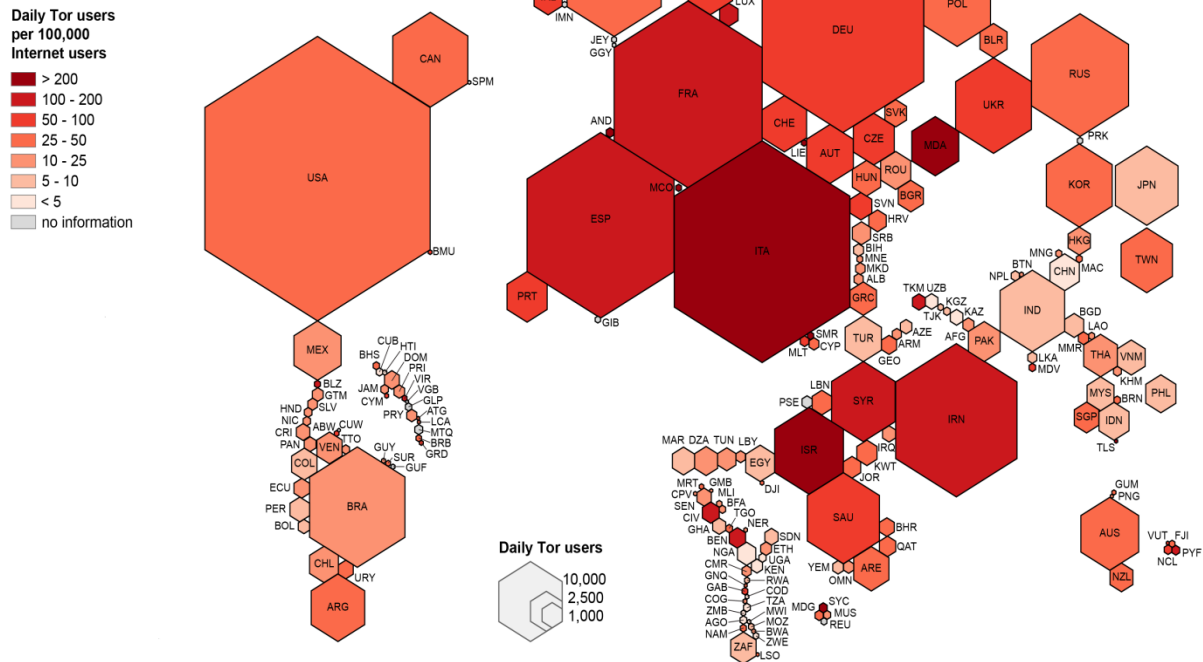 Daily Tor users
per 100,000
Internet users
> 200
100 - 200
50 - 100
25 - 50
10 - 25
5 - 10
< 5
no information
CAN
SPM
USA
BMU
MEX
BLZ
GTM
SLV
HND
NIC
CRI
PAN
COL
ECU
PER
BOL
CHL
ARG
URY
BRA
VEN
ABW
CUW
TTO
GUY
SUR
GUF
BHS
CUB
HTI
DOM
PRI
VIR
VGB
GLP
JAM
CYM
PRY
ATG
LCA
MTQ
BRB
GRD
IMN
JEY
GGY
LUX
DEU
POL
BLR
RUS
UKR
FRA
AND
CHE
LIE
AUT
CZE
SVK
MDA
HUN
ROU
BGR
SVN
HRV
SRB
BIH
MNE
MKD
ALB
GRC
MCO
ESP
ITA
PRT
GIB
SMR
MLT
CYP
TUR
AZE
ARM
GEO
PRK
KOR
JPN
HKG
MAC
TWN
MNG
CHN
BTN
NPL
IND
BGD
LAO
MMR
THA
VNM
KHM
LKA
MDV
MYS
BRN
PHL
SGP
IDN
TLS
TKM
UZB
KGZ
TJK
KAZ
AFG
PAK
LBN
PSE
SYR
IRN
ISR
IRQ
KWT
JOR
SAU
BHR
QAT
ARE
YEM
OMN
MAR
DZA
TUN
LBY
EGY
DJI
MRT
GMB
CPV
MLI
SEN
BFA
CIV
TGO
GHA
NER
BEN
SDN
NGA
ETH
UGA
CMR
KEN
GNQ
RWA
GAB
COD
COG
TZA
ZMB
MWI
AGO
MOZ
NAM
BWA
ZWE
ZAF
LSO
MDG
SYC
MUS
REU
GUM
PNG
AUS
NZL
VUT
FJI
PYF
NCL
Daily Tor users
10,000
2,500
1,000